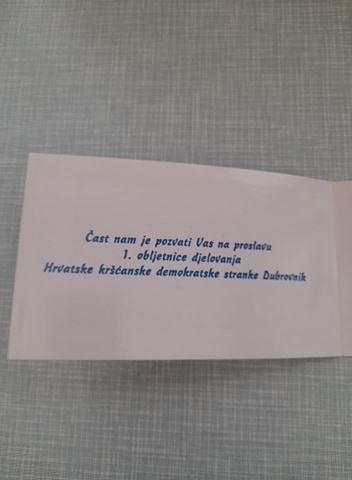 Čast nam je pozvati Vas na proslavu
1. obljetnice djelovanja
Hrvatske kršćanske demokratske stranke Dubrovnik